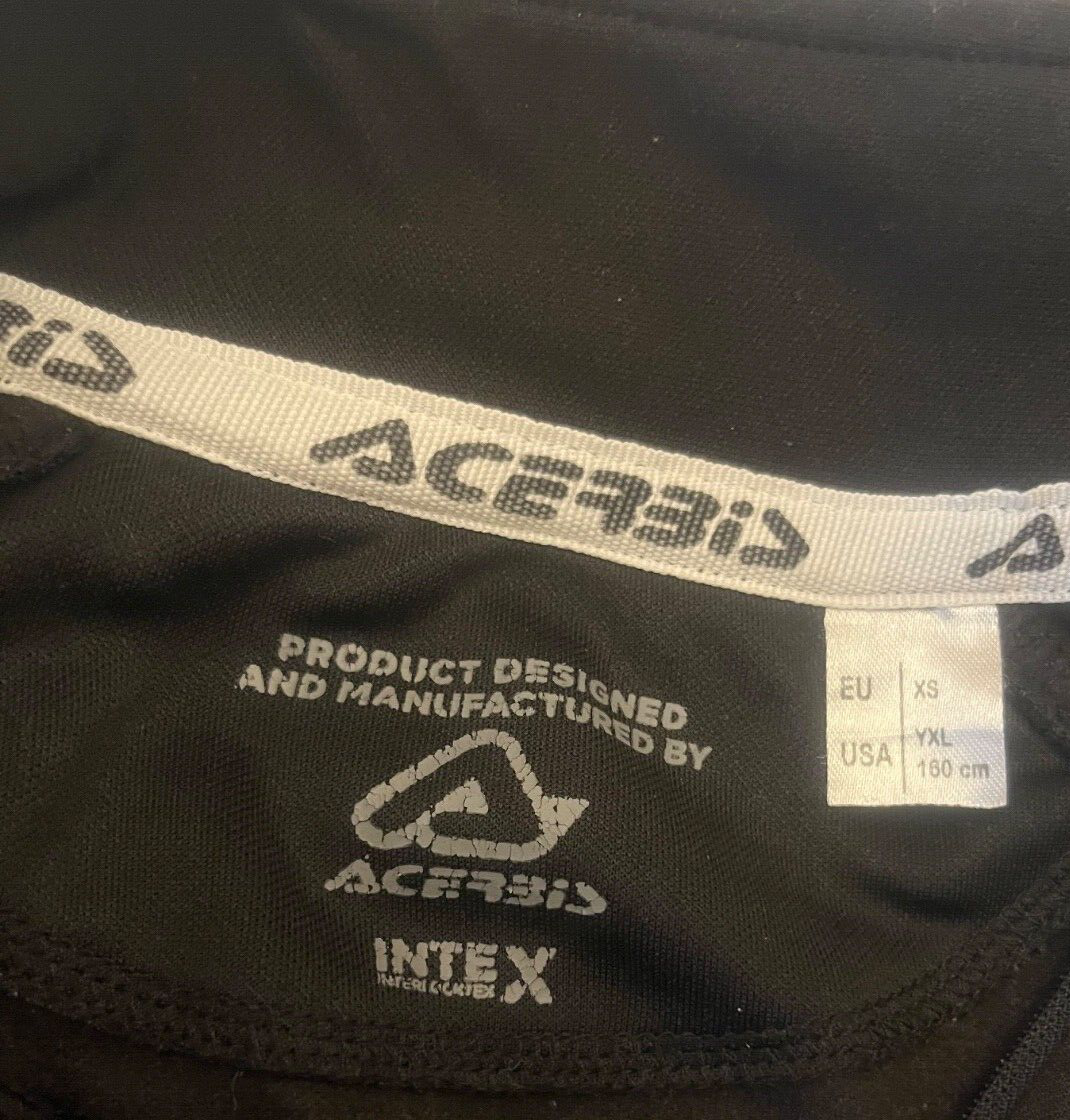 ACERBIS
PRODUCT DESIGNED
AND MANUFACTURED BY
ACERBIS
INTEX
EU XS
USA YXL
160 cm